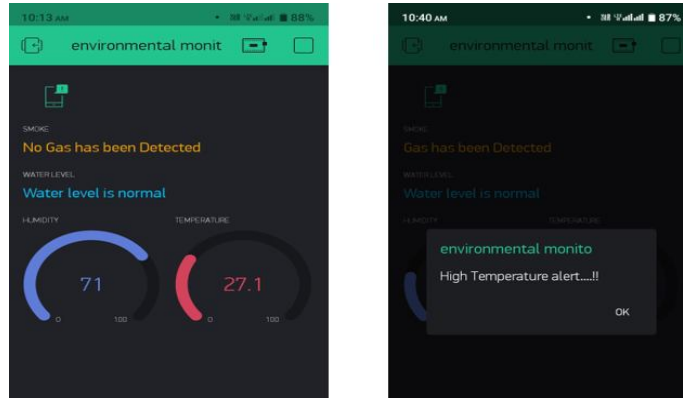 10:13 AM
88%
environmental monit
SMOKE
No Gas has been Detected
WATER LEVEL
Water level is normal
HUMIDITY
TEMPERATURE
71
27.1
0
100
0
100
10:40 AM
87%
environmental monit
SMOKE
Gas has been Detected
WATER LEVEL
Water level is normal
HUMIDITY
TEMPERATURE
environmental monito
High Temperature alert....!!
OK